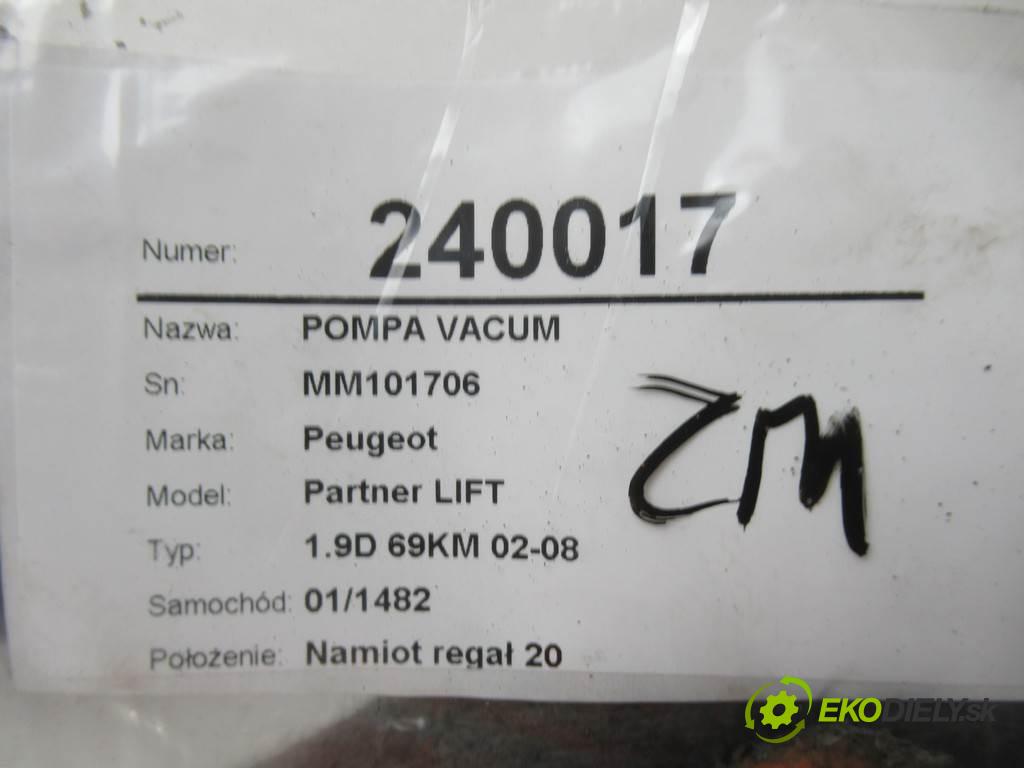 Numer: 240017
Nazwa: POMPA VACUM
Sn: MM101706
Marka: Peugeot
Model: Partner LIFT
Typ: 1.9D 69KM 02-08
Samochód: 01/1482
Położenie: Namiot regał 20
ZM
EKODIELY.sk